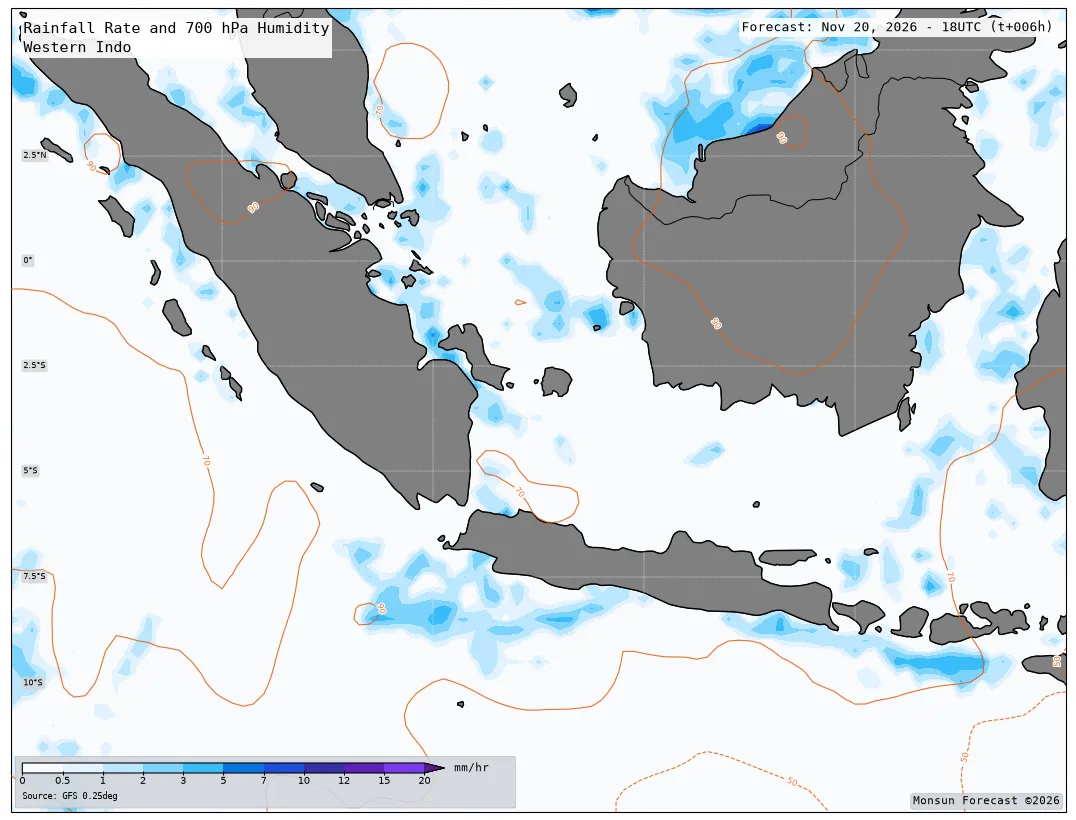 Rainfall Rate and 700 hPa Humidity
Western Indo
Forecast: Nov 20, 2026 - 18UTC (t+006h)
70
90
2.5°N
90
90
0°
90
2.5°S
70
5°S
70
7.5°S
70
90
10°S
50
50
50
mm/hr
0 0.5 1 2 3 5 7 10 12 15 20
Source: GFS 0.25deg
Monsun Forecast ©2026